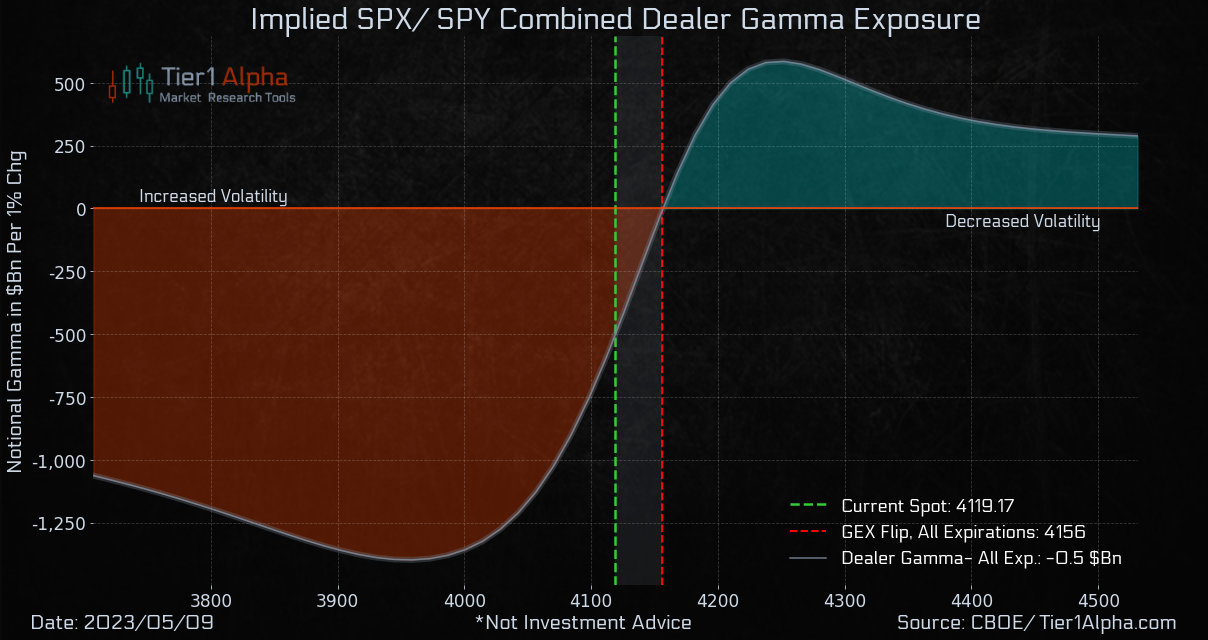 Implied SPX/ SPY Combined Dealer Gamma Exposure
Tier1 Alpha
Market Research Tools
Notional Gamma in $Bn Per 1% Chg
500
250
0
-250
-500
-750
-1,000
-1,250
Increased Volatility
Decreased Volatility
Current Spot: 4119.17
GEX Flip, All Expirations: 4156
Dealer Gamma- All Exp.: -0.5 $Bn
3800 3900 4000 4100 4200 4300 4400 4500
Date: 2023/05/09 *Not Investment Advice Source: CBOE/ Tier1Alpha.com